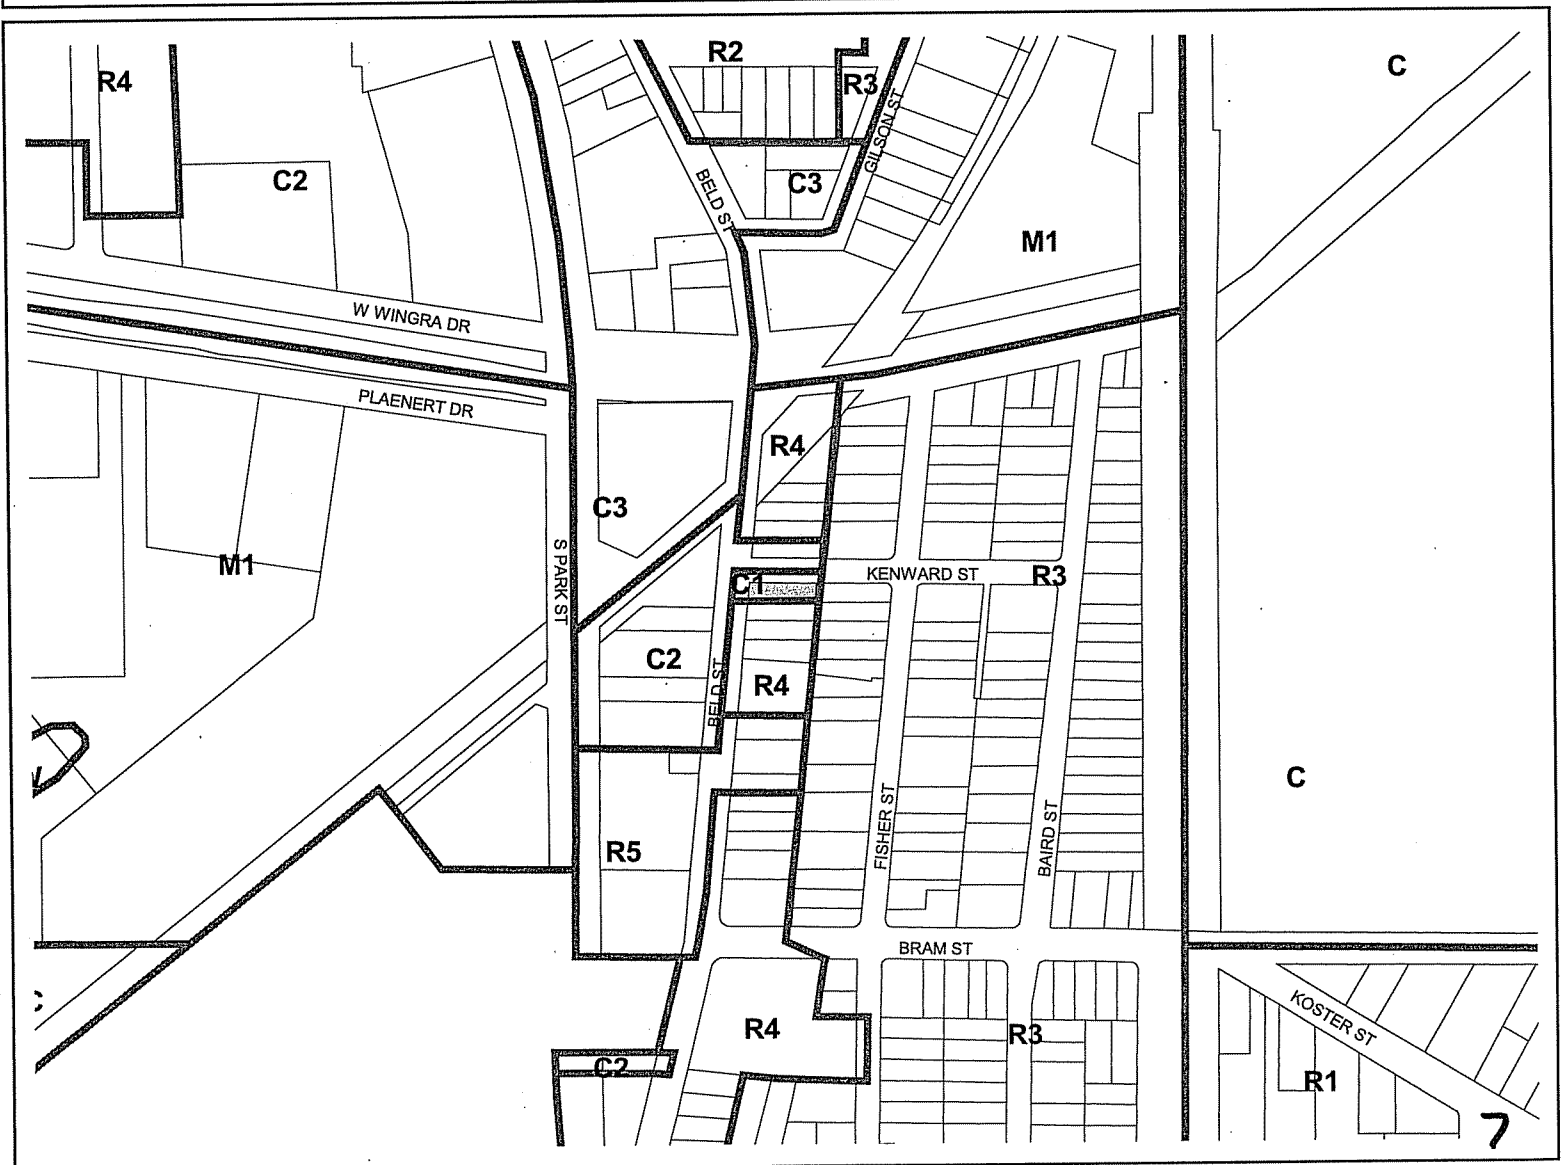 R2
R4
R3
C
GILSON ST
C2
C3
BELD ST
M1
W WINGRA DR
PLAENERT DR
R4
C3
S PARK ST
M1
KENWARD ST
R3
C1
C2
BELD ST
R4
C
FISHER ST
BAIRD ST
R5
BRAM ST
KOSTER ST
R4
R3
C2
R1
7